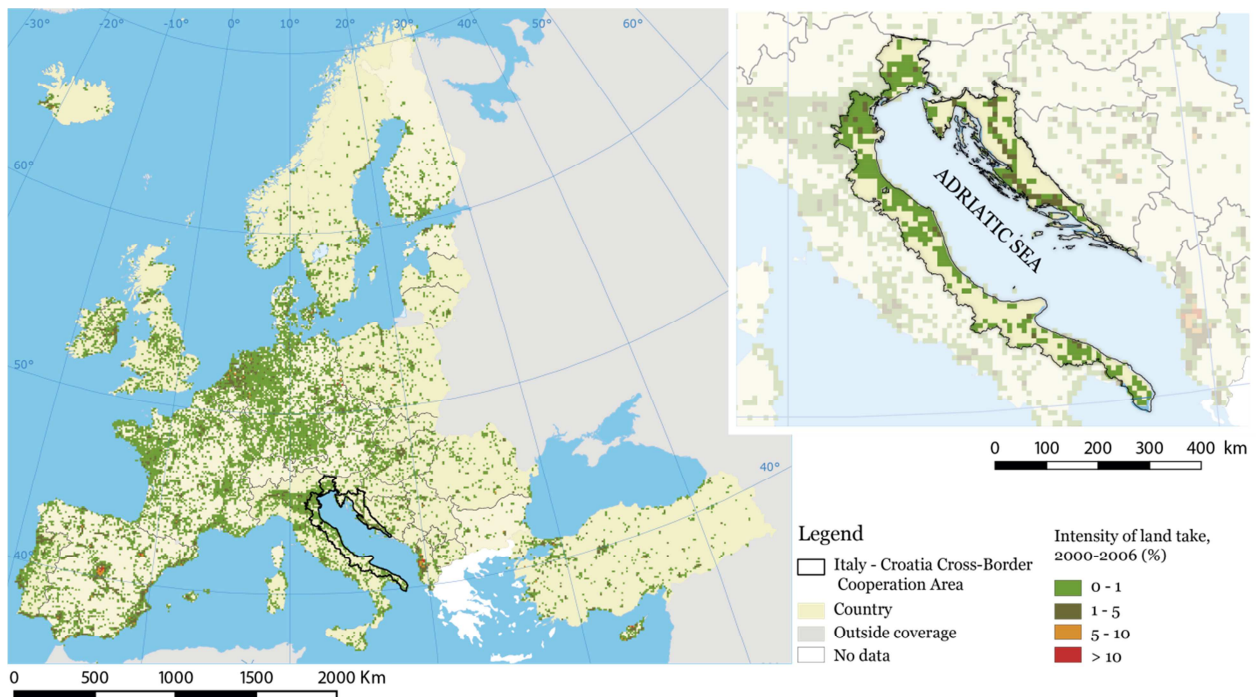 -30°
-20°
-10°
0°
10°
20°
30°
40°
50°
60°
60°
50°
40°
40°
ADRIATIC SEA
0 100 200 300 400 km
Legend
Italy - Croatia Cross-Border
Cooperation Area
Country
Outside coverage
No data
Intensity of land take,
2000-2006 (%)
0 - 1
1 - 5
5 - 10
> 10
0 500 1000 1500 2000 Km